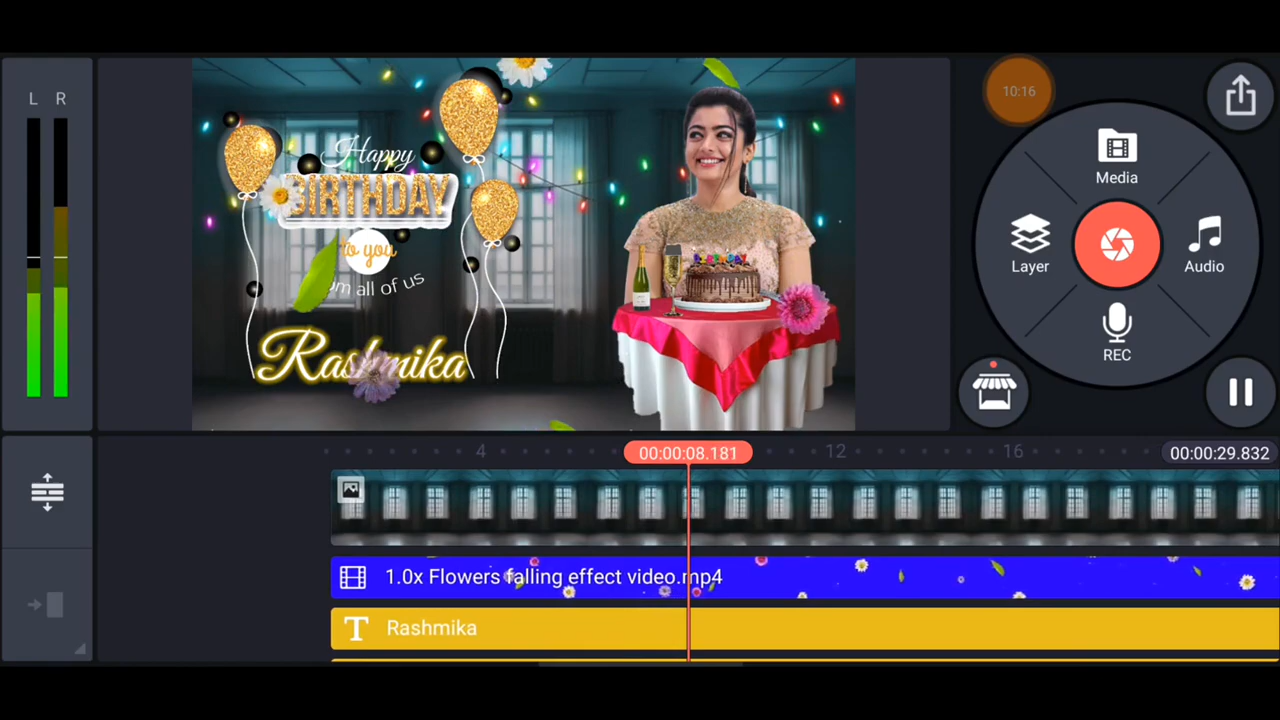 L R
10:16
Media
Layer
Audio
REC
Happy
BIRTHDAY
to you
om all of us
Rashmika
4
00:00:08.181
12
16
00:00:29.832
1.0x Flowers falling effect video.mp4
Rashmika